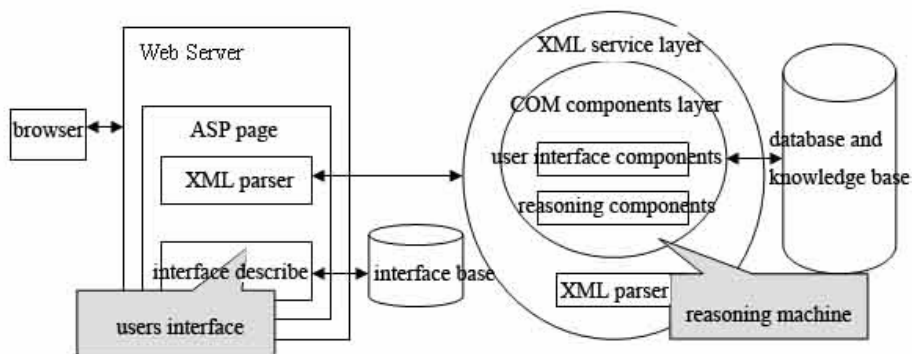 Web Server
browser
ASP page
XML parser
interface describe
users interface
interface base
XML service layer
COM components layer
user interface components
reasoning components
XML parser
reasoning machine
database and
knowledge base